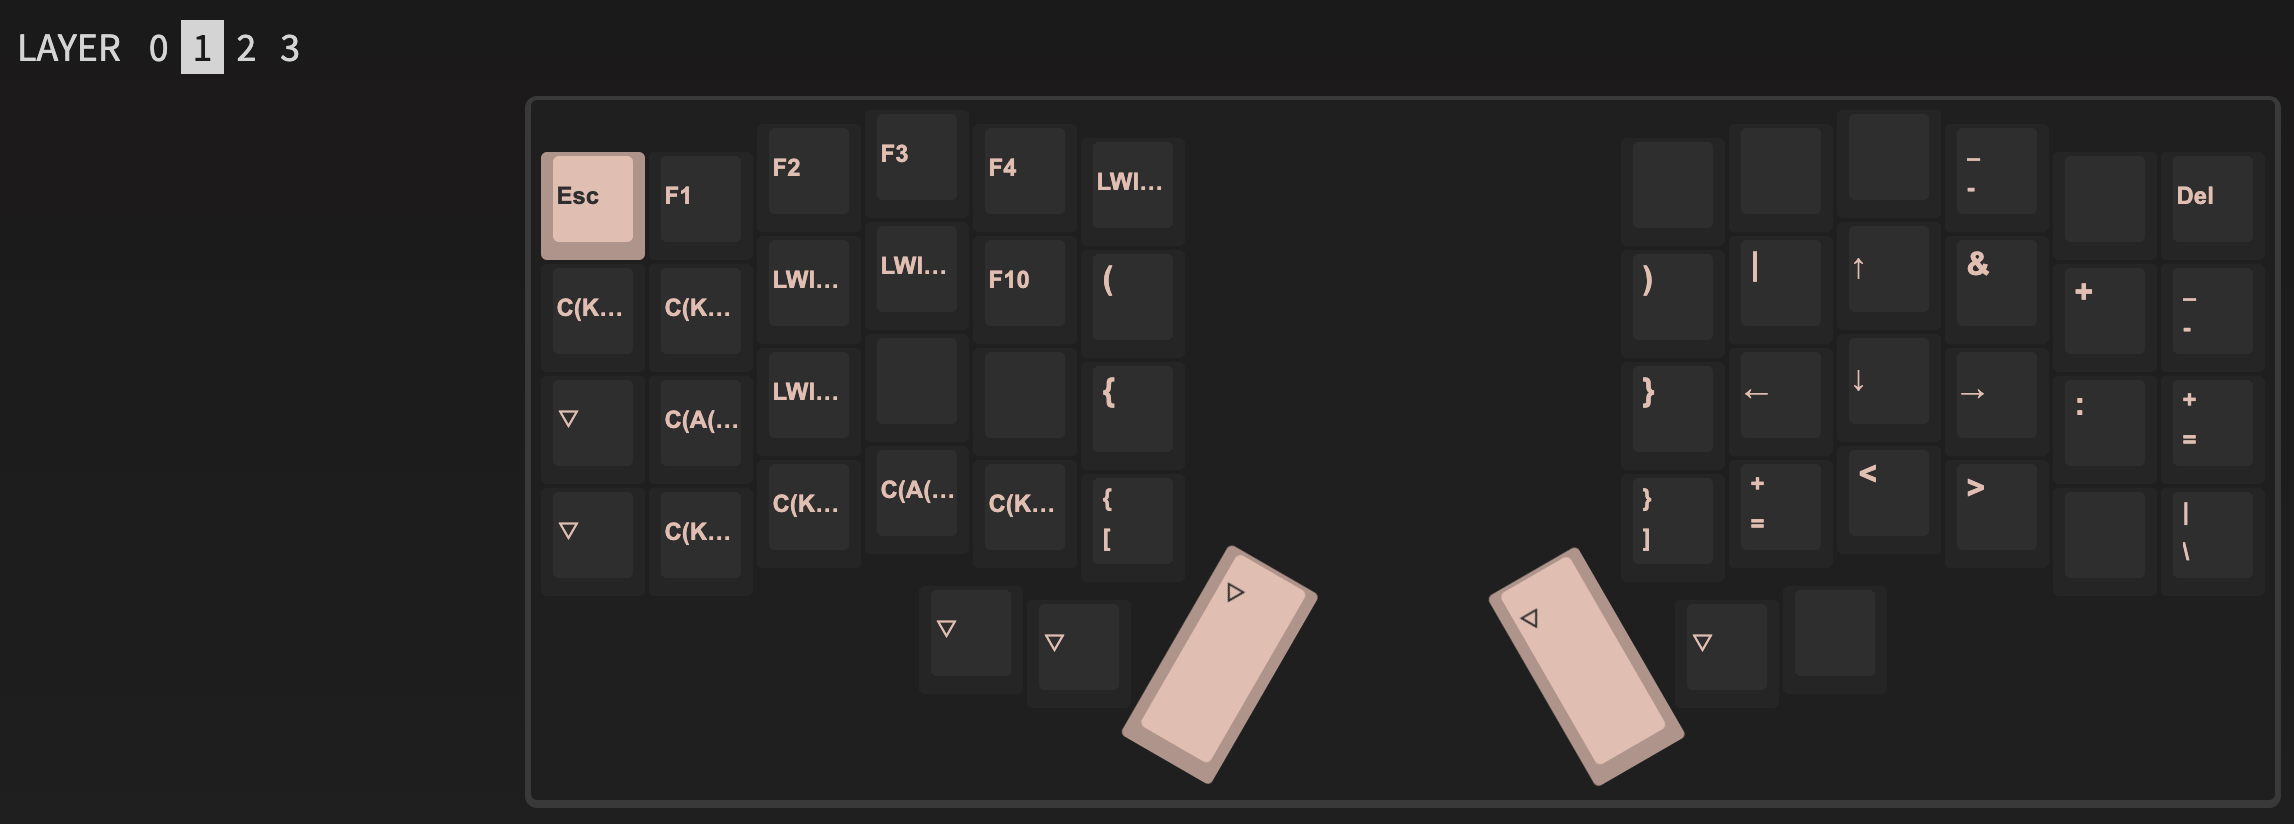 LAYER 0 1 2 3
Esc F1 F2 F3 F4 LWI... _ Del
-
C(K... C(K... LWI... LWI... F10 ( ) | ↑ & + _
-
▽ C(A(... LWI... { } ← ↓ → : +
=
▽ C(K... C(K... C(A(... C(K... { } + < > |
[ ] = \
▽ ▽ ▷ ◁ ▽